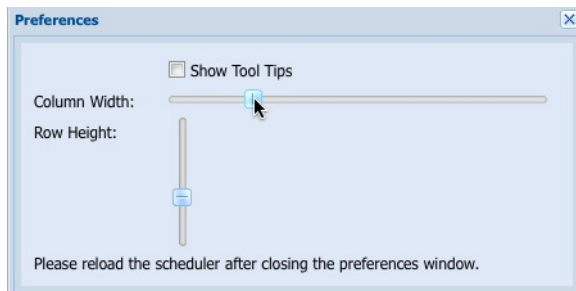 Preferences
Show Tool Tips
Column Width:
Row Height:
Please reload the scheduler after closing the preferences window.